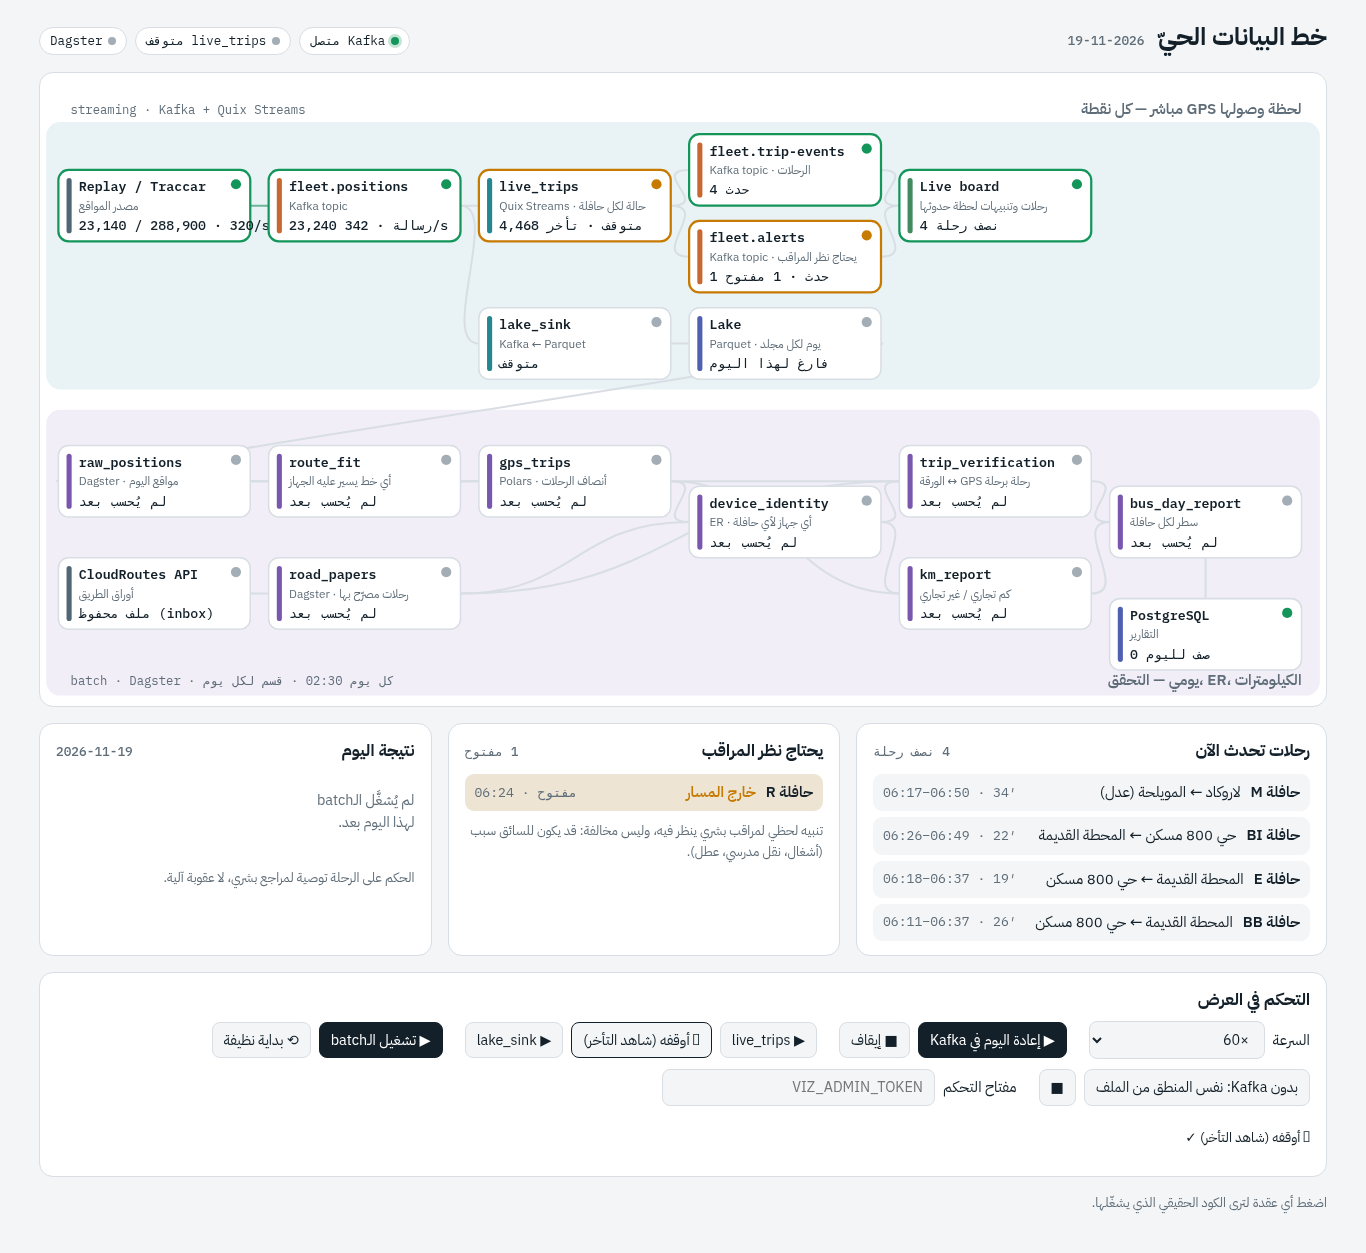 خط البيانات الحيّ 2026-11-19
Kafka متصل
live_trips متوقف
Dagster
لحظة وصولها GPS مباشر — كل نقطة
streaming · Kafka + Quix Streams
Replay / Traccar
مصدر المواقع
23,140 / 288,900 · 320/s
fleet.positions
Kafka topic
23,240 رسالة · 342/s
live_trips
Quix Streams · حالة لكل حافلة
متوقف · تأخر 4,468
fleet.trip-events
Kafka topic · الرحلات
4 حدث
fleet.alerts
Kafka topic · يحتاج نظر المراقب
1 حدث · 1 مفتوح
Live board
رحلات وتنبيهات لحظة حدوثها
4 نصف رحلة
lake_sink
Kafka ← Parquet
متوقف
Lake
Parquet · يوم لكل مجلد
فارغ لهذا اليوم
raw_positions
Dagster · مواقع اليوم
لم يُحسب بعد
route_fit
أي خط يسير عليه الجهاز
لم يُحسب بعد
gps_trips
Polars · أنصاف الرحلات
لم يُحسب بعد
device_identity
ER · أي جهاز لأي حافلة
لم يُحسب بعد
trip_verification
رحلة برحلة GPS ↔ الورقة
لم يُحسب بعد
bus_day_report
سطر لكل حافلة
لم يُحسب بعد
CloudRoutes API
أوراق الطريق
ملف محفوظ (inbox)
road_papers
Dagster · رحلات مصرّح بها
لم يُحسب بعد
km_report
كم تجاري / غير تجاري
لم يُحسب بعد
PostgreSQL
التقارير
0 صف لليوم
الكيلومترات ،ER ،يومي — التحقق
batch · Dagster · كل يوم 02:30 · قسم لكل يوم
رحلات تحدث الآن
4 نصف رحلة
حافلة M لاروكاد ← المويلحة (عدل) 06:17–06:50 · 34′
حافلة BI حي 800 مسكن ← المحطة القديمة 06:26–06:49 · 22′
حافلة E المحطة القديمة ← حي 800 مسكن 06:18–06:37 · 19′
حافلة BB المحطة القديمة ← حي 800 مسكن 06:11–06:37 · 26′
يحتاج نظر المراقب
1 مفتوح
حافلة R خارج المسار 06:24 · مفتوح
تنبيه لحظي لمراقب بشري ينظر فيه، وليس مخالفة: قد يكون للسائق سبب
(أشغال، نقل مدرسي، عطل).
نتيجة اليوم
2026-11-19
لم يُشغَّل الـbatch
لهذا اليوم بعد.
الحكم على الرحلة توصية لمراجع بشري، لا عقوبة آلية.
التحكم في العرض
السرعة 60× ▶ إعادة اليوم في Kafka ■ إيقاف ▶ live_trips أوقفه (شاهد التأخر) ▶ lake_sink ▶ تشغيل الـbatch ⟲ بداية نظيفة
بدون Kafka: نفس المنطق من الملف ■ مفتاح التحكم VIZ_ADMIN_TOKEN
أوقفه (شاهد التأخر) ✓
اضغط أي عقدة لترى الكود الحقيقي الذي يشغّلها.